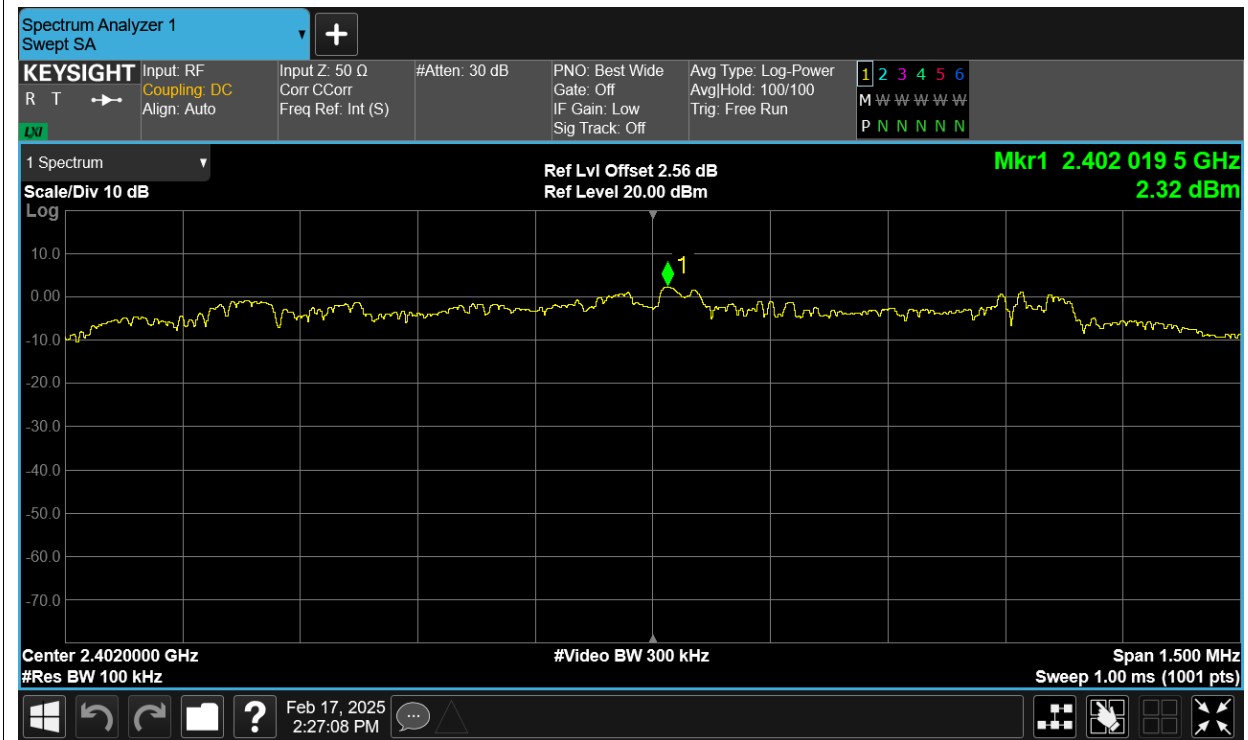 Spectrum Analyzer 1
Swept SA
+
KEYSIGHT
R T
LXI
Input: RF
Coupling: DC
Align: Auto
Input Z: 50 Ω
Corr CCorr
Freq Ref: Int (S)
#Atten: 30 dB
PNO: Best Wide
Gate: Off
IF Gain: Low
Sig Track: Off
Avg Type: Log-Power
Avg|Hold: 100/100
Trig: Free Run
1 2 3 4 5 6
M W W W W W
P N N N N N
1 Spectrum
Scale/Div 10 dB
Log
Ref Lvl Offset 2.56 dB
Ref Level 20.00 dBm
Mkr1 2.402 019 5 GHz
2.32 dBm
1
10.0
0.00
-10.0
-20.0
-30.0
-40.0
-50.0
-60.0
-70.0
Center 2.4020000 GHz
#Res BW 100 kHz
#Video BW 300 kHz
Span 1.500 MHz
Sweep 1.00 ms (1001 pts)
?
Feb 17, 2025
2:27:08 PM